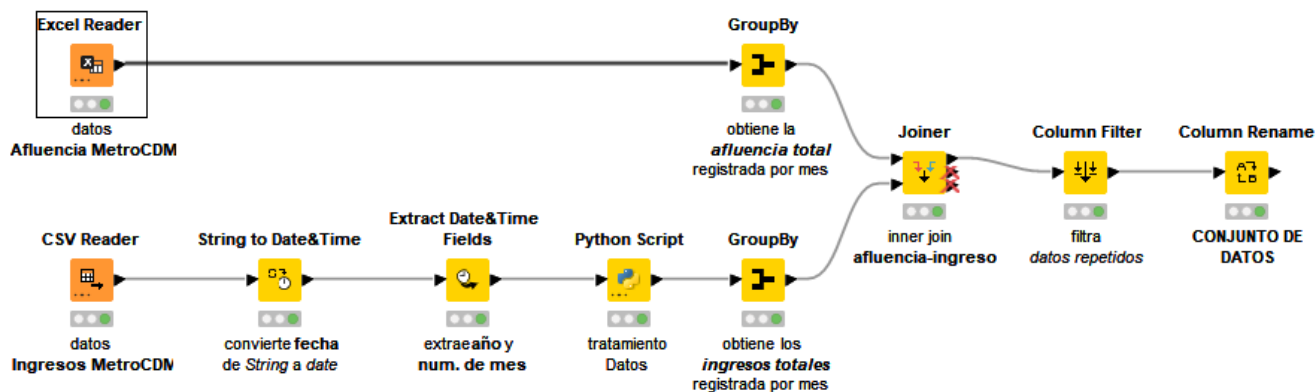 Excel Reader
datos
Afluencia MetroCDM
GroupBy
obtiene la
afluencia total
registrada por mes
CSV Reader
datos
Ingresos MetroCDM
String to Date&Time
convierte fecha
de String a date
Extract Date&Time
Fields
extrae año y
num. de mes
Python Script
tratamiento
Datos
GroupBy
obtiene los
ingresos totales
registrada por mes
Joiner
inner join
afluencia-ingreso
Column Filter
filtra
datos repetidos
Column Rename
CONJUNTO DE
DATOS